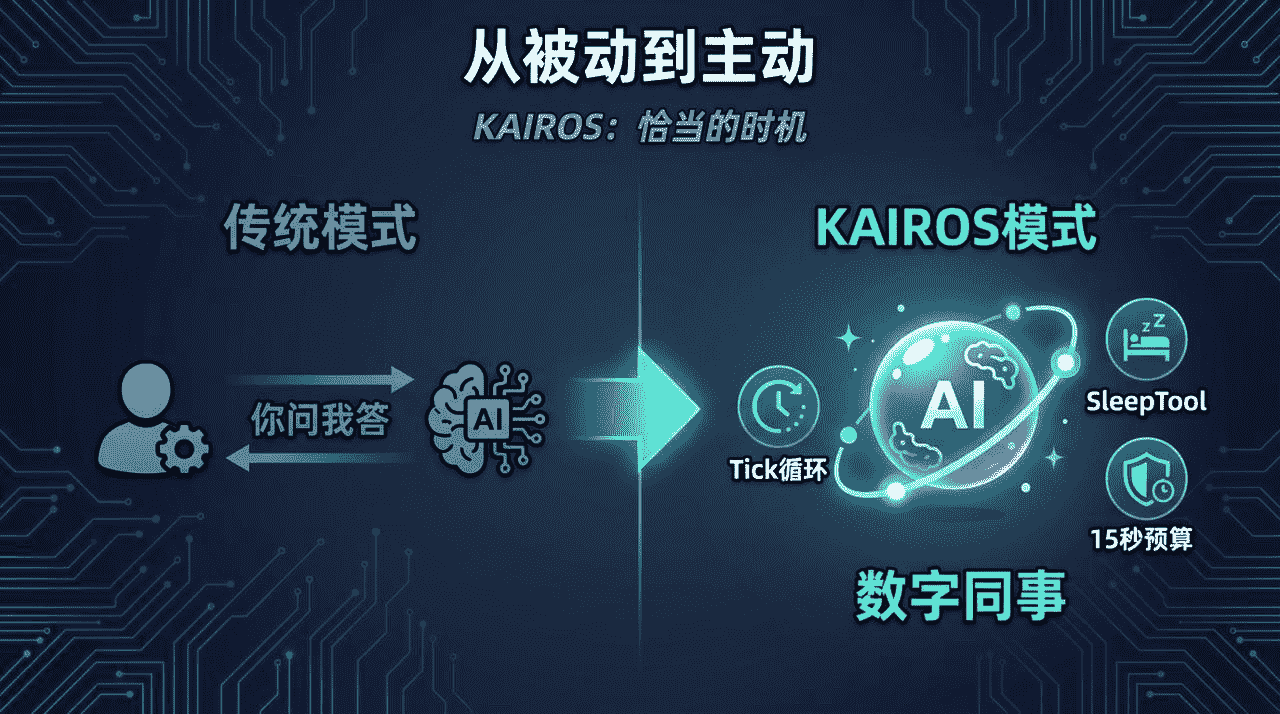 从被动到主动
KAIROS：恰当的时机
传统模式
你问我答
AI
KAIROS模式
AI
Tick循环
SleepTool
15秒预算
数字同事